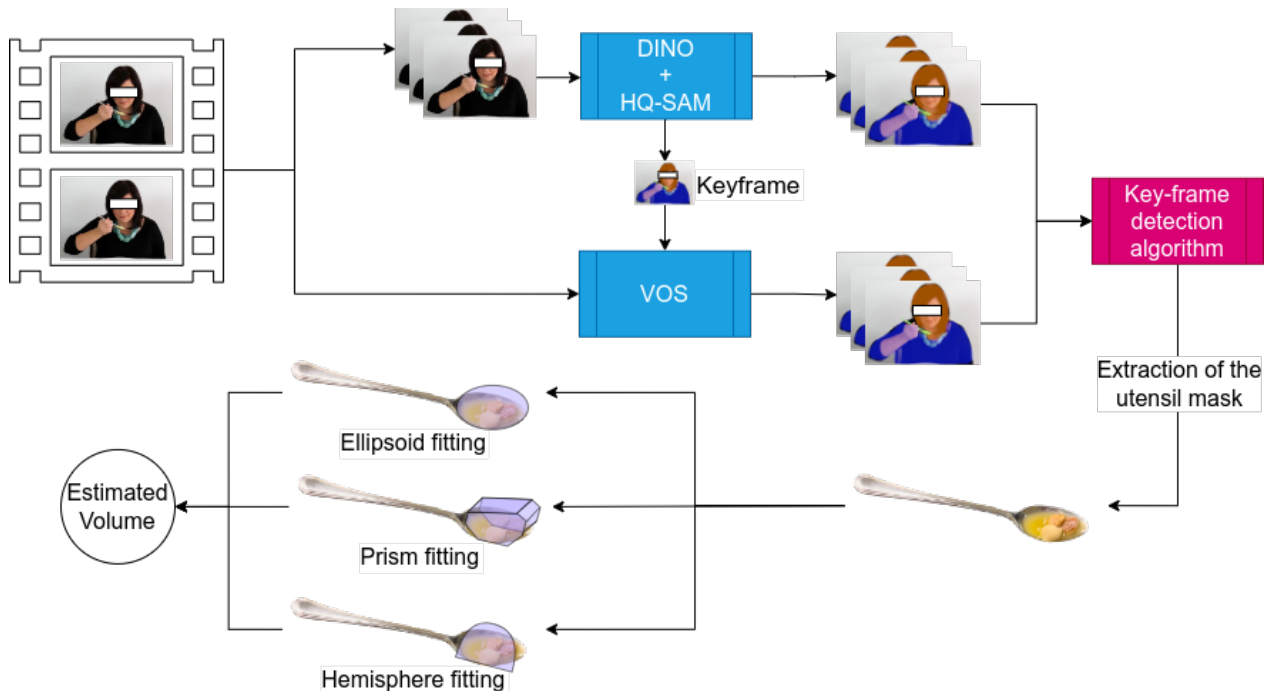 DINO
+
HQ-SAM
Keyframe
VOS
Key-frame
detection
algorithm
Extraction of the
utensil mask
Ellipsoid fitting
Prism fitting
Hemisphere fitting
Estimated
Volume